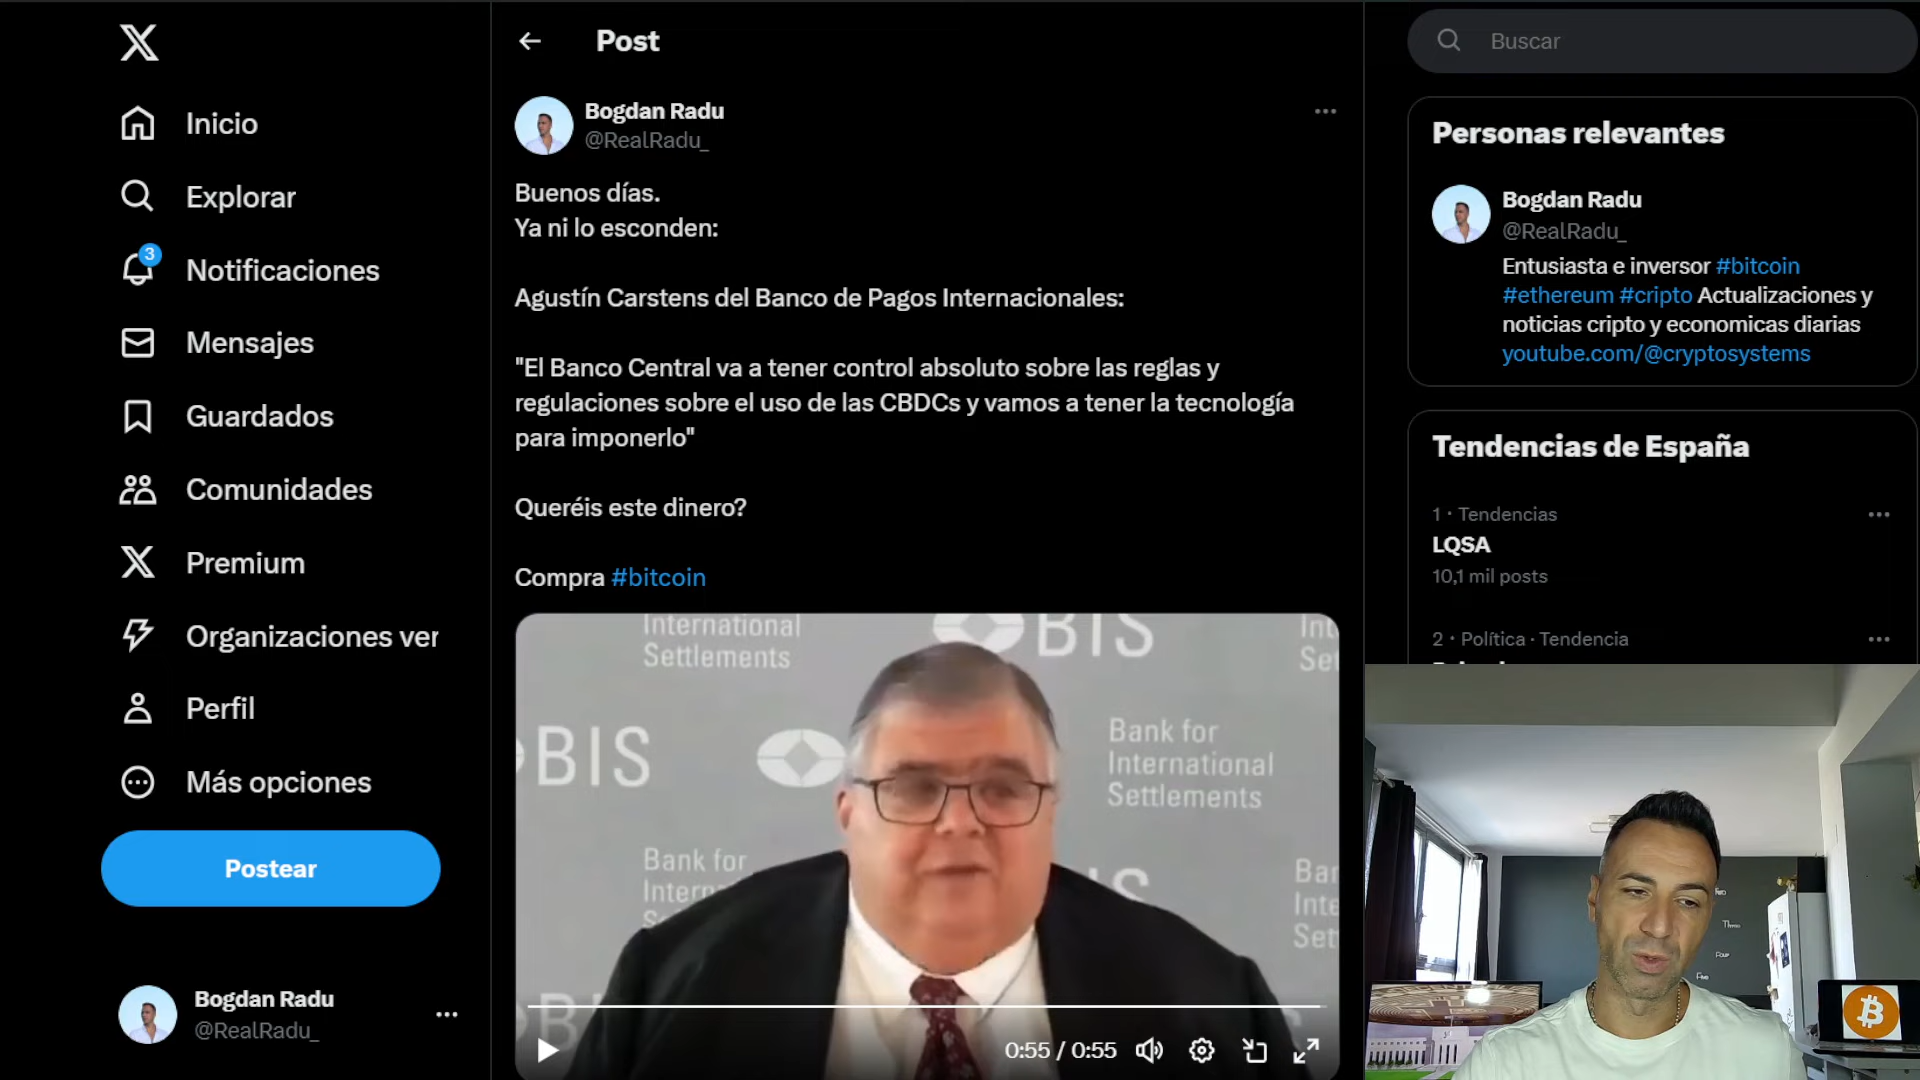 Inicio
Explorar
3
Notificaciones
Mensajes
Guardados
Comunidades
Premium
Organizaciones ver
Perfil
Más opciones
Postear
Bogdan Radu
@RealRadu_
Post
Bogdan Radu
@RealRadu_
Buenos días.
Ya ni lo esconden:
Agustín Carstens del Banco de Pagos Internacionales:
"El Banco Central va a tener control absoluto sobre las reglas y
regulaciones sobre el uso de las CBDCs y vamos a tener la tecnología
para imponerlo"
Queréis este dinero?
Compra #bitcoin
International
Settlements
BIS
BIS
Bank for
International
Settlements
Bank for
0:55 / 0:55
Buscar
Personas relevantes
Bogdan Radu
@RealRadu_
Entusiasta e inversor #bitcoin
#ethereum #cripto Actualizaciones y
noticias cripto y economicas diarias
youtube.com/@cryptosystems
Tendencias de España
1 · Tendencias
LQSA
10,1 mil posts
2 · Política · Tendencia